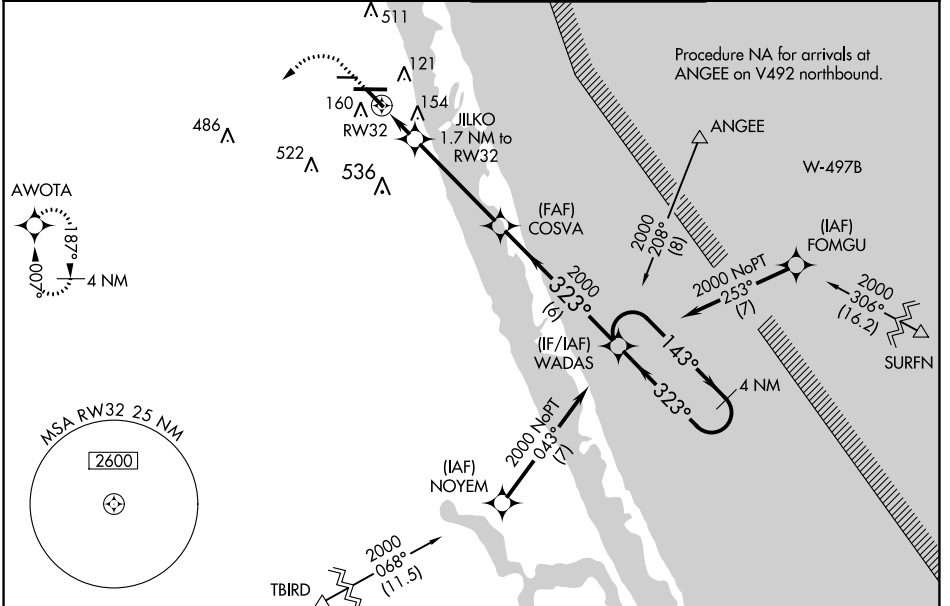 511
Procedure NA for arrivals at
ANGEE on V492 northbound.
121
160
154
RW32
JILKO
1.7 NM to
RW32
ANGEE
486
522
536
W-497B
AWOTA
187°
007°
4 NM
(FAF)
COSVA
2000
208°
(8)
(IAF)
FOMGU
2000 NoPT
253°
(7)
2000
306°
(16.2)
SURFN
2000
323°
(6)
(IF/IAF)
WADAS
143°
323°
4 NM
MSA RW32 25 NM
2600
2000 NoPT
043°
(7)
(IAF)
NOYEM
2000
068°
(11.5)
TBIRD